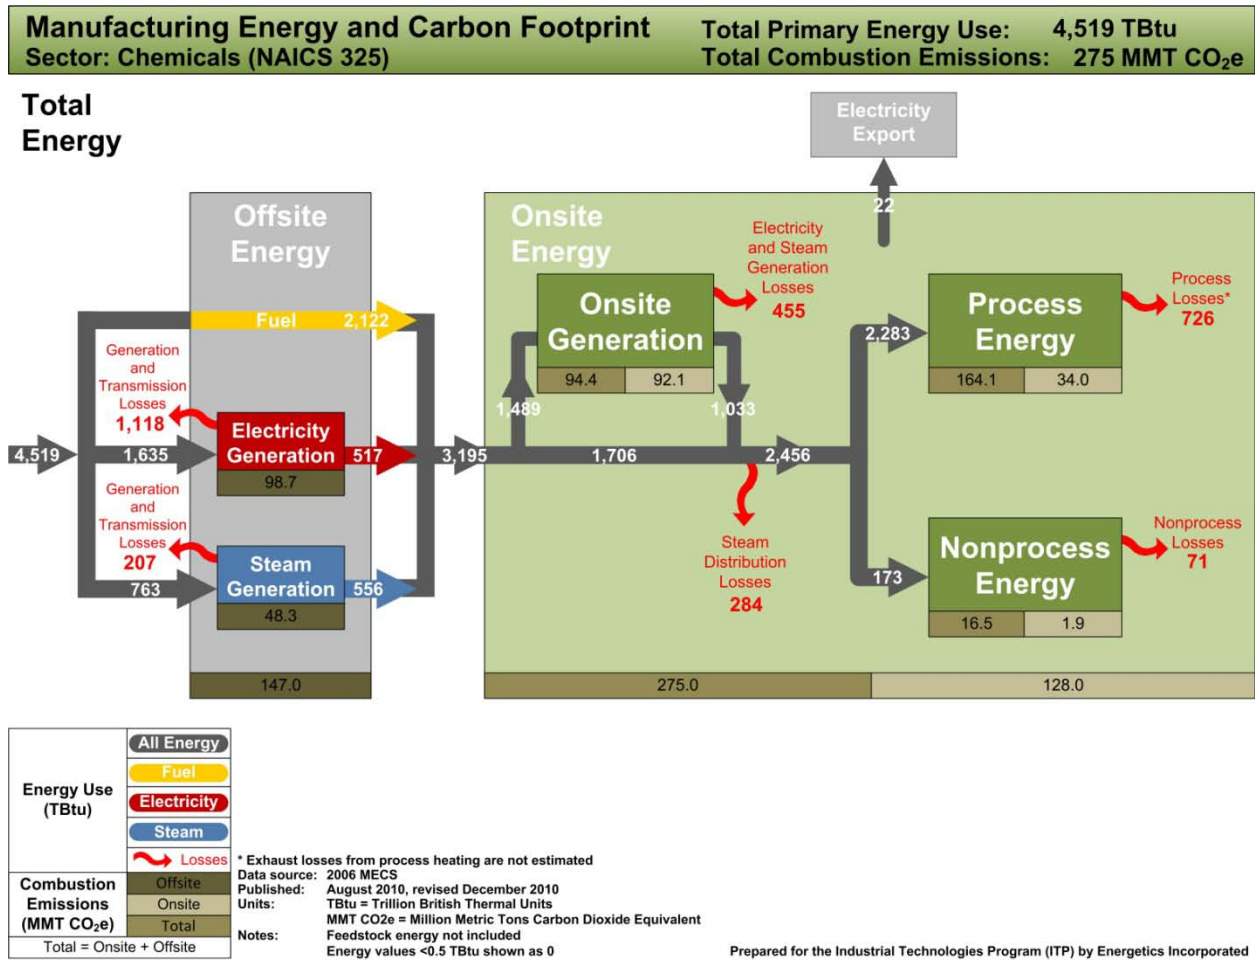 Manufacturing Energy and Carbon Footprint
Sector: Chemicals (NAICS 325)
Total Primary Energy Use: 4,519 TBtu
Total Combustion Emissions: 275 MMT CO₂e
Total
Energy
Electricity
Export
22
Offsite
Energy
Fuel
2,122
Generation
and
Transmission
Losses
1,118
4,519
1,635
Electricity
Generation
98.7
517
Generation
and
Transmission
Losses
207
763
Steam
Generation
48.3
556
147.0
3,195
Onsite
Energy
Onsite
Generation
94.4
92.1
Electricity
and Steam
Generation
Losses
455
1,489
1,033
1,706
2,456
Steam
Distribution
Losses
284
2,283
Process
Energy
164.1
34.0
Process
Losses*
726
173
Nonprocess
Energy
16.5
1.9
Nonprocess
Losses
71
275.0
128.0
Energy Use
(TBtu)
All Energy
Fuel
Electricity
Steam
Losses
Combustion
Emissions
(MMT CO₂e)
Offsite
Onsite
Total
Total = Onsite + Offsite
* Exhaust losses from process heating are not estimated
Data source: 2006 MECS
Published: August 2010, revised December 2010
Units: TBtu = Trillion British Thermal Units
MMT CO2e = Million Metric Tons Carbon Dioxide Equivalent
Notes: Feedstock energy not included
Energy values <0.5 TBtu shown as 0
Prepared for the Industrial Technologies Program (ITP) by Energetics Incorporated